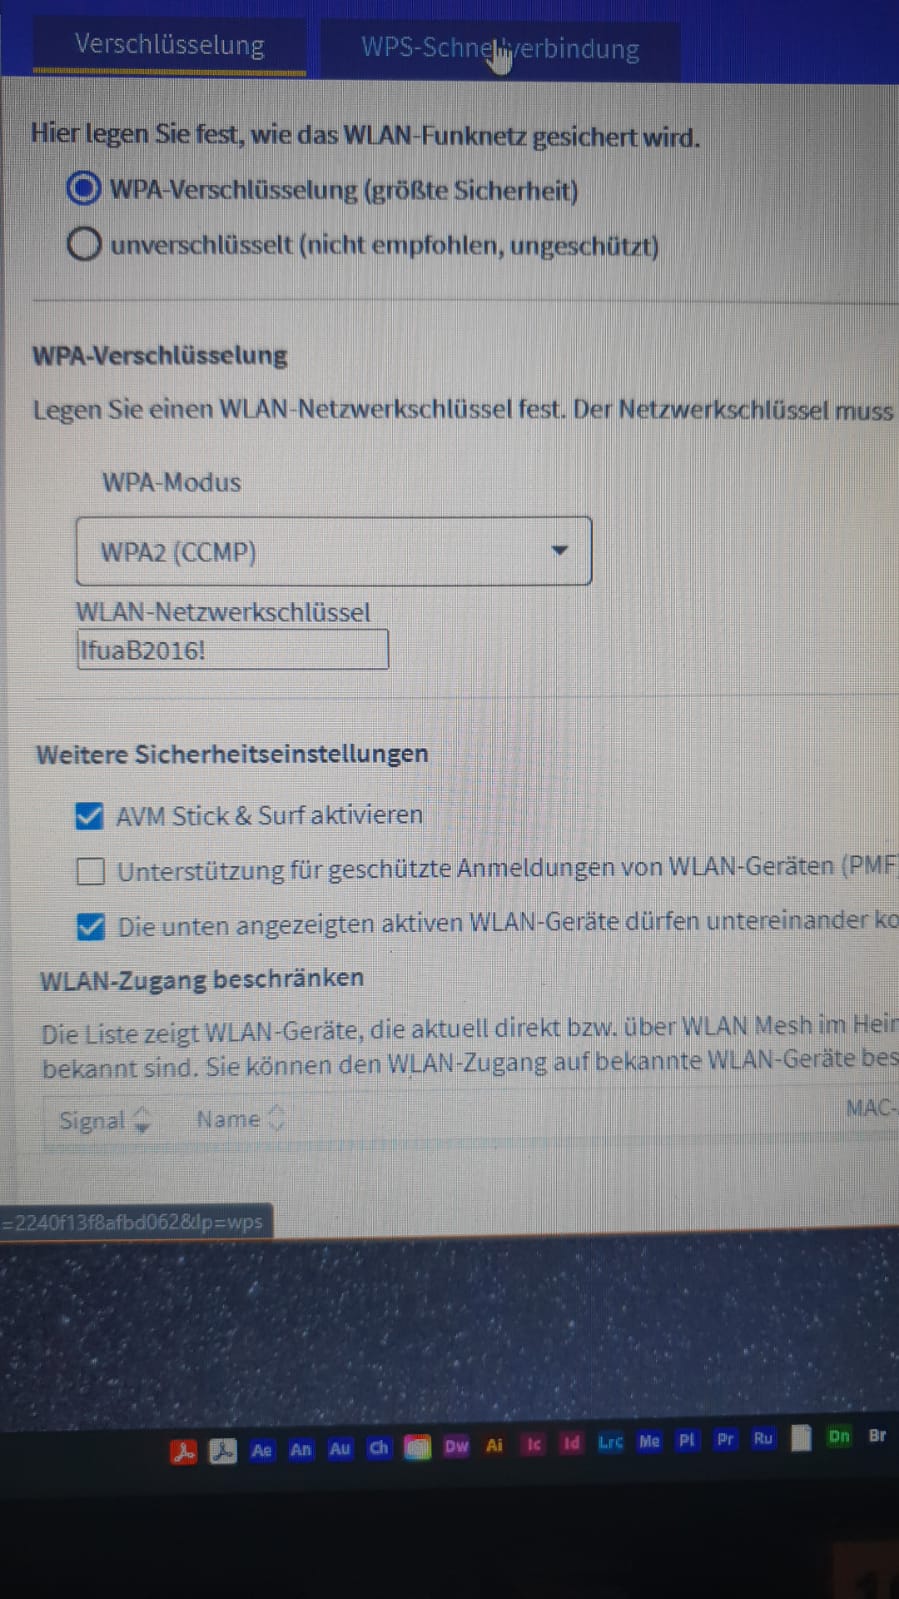 Verschlüsselung
WPS-Schnellverbindung
Hier legen Sie fest, wie das WLAN-Funknetz gesichert wird.
WPA-Verschlüsselung (größte Sicherheit)
unverschlüsselt (nicht empfohlen, ungeschützt)
WPA-Verschlüsselung
Legen Sie einen WLAN-Netzwerkschlüssel fest. Der Netzwerkschlüssel muss
WPA-Modus
WPA2 (CCMP)
WLAN-Netzwerkschlüssel
IfuaB2016!
Weitere Sicherheitseinstellungen
AVM Stick & Surf aktivieren
Unterstützung für geschützte Anmeldungen von WLAN-Geräten (PMF)
Die unten angezeigten aktiven WLAN-Geräte dürfen untereinander ko
WLAN-Zugang beschränken
Die Liste zeigt WLAN-Geräte, die aktuell direkt bzw. über WLAN Mesh im Heim
bekannt sind. Sie können den WLAN-Zugang auf bekannte WLAN-Geräte bes
Signal Name MAC-
=2240f13f8afbd062&lp=wps
Ae An Au Ch Dw Ai Ic Id Lrc Me Pl Pr Ru Dn Br